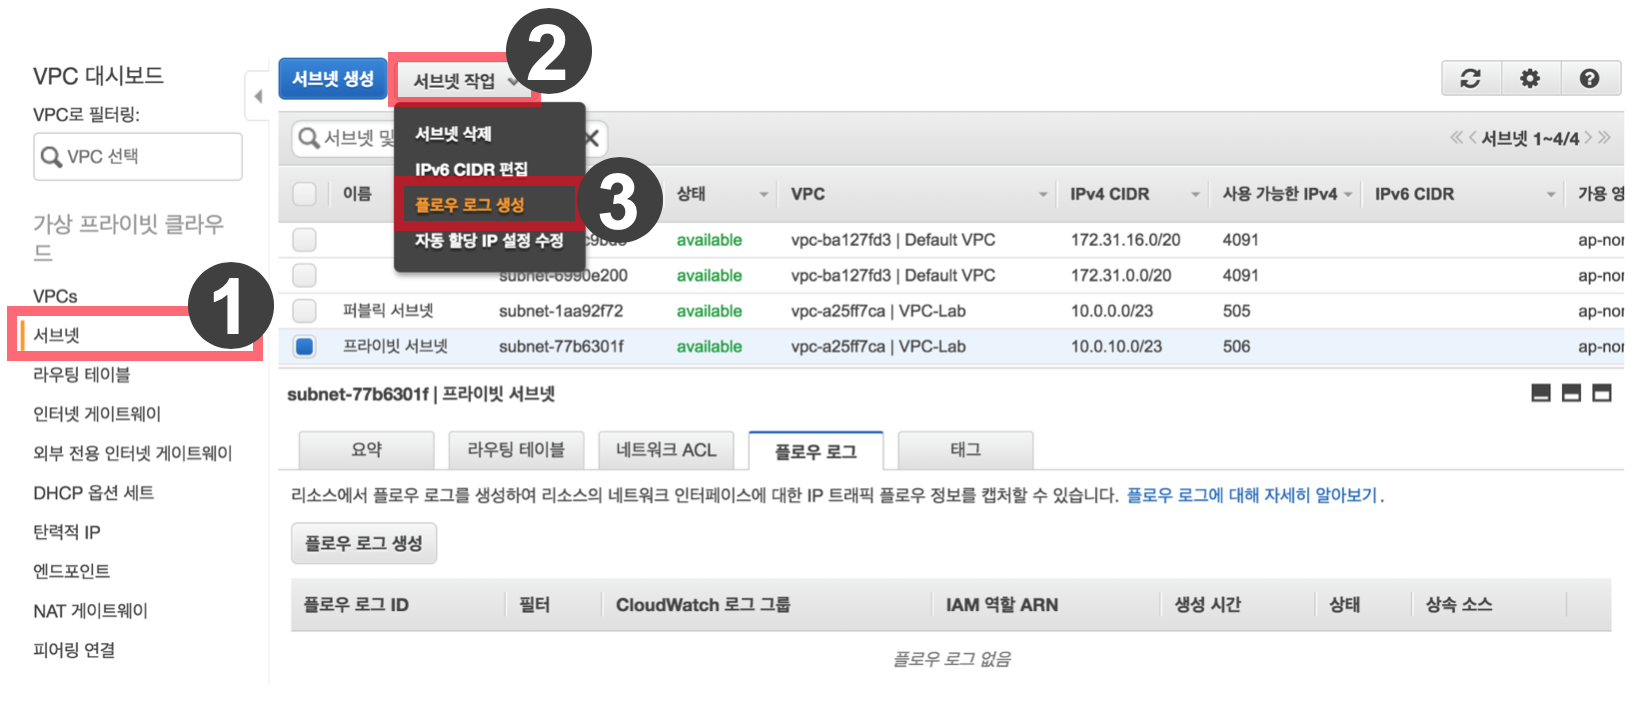 VPC 대시보드
VPC로 필터링:
VPC 선택
가상 프라이빗 클라우
드
VPCs
1
서브넷
라우팅 테이블
인터넷 게이트웨이
외부 전용 인터넷 게이트웨이
DHCP 옵션 세트
탄력적 IP
엔드포인트
NAT 게이트웨이
피어링 연결
서브넷 생성 서브넷 작업 2
서브넷 및
서브넷 1~4/4
서브넷 삭제
IPv6 CIDR 편집
플로우 로그 생성 3
자동 할당 IP 설정 수정
이름 상태 VPC IPv4 CIDR 사용 가능한 IPv4 IPv6 CIDR 가용 영
available vpc-ba127fd3 | Default VPC 172.31.16.0/20 4091 ap-nor
subnet-6990e200 available vpc-ba127fd3 | Default VPC 172.31.0.0/20 4091 ap-nor
퍼블릭 서브넷 subnet-1aa92f72 available vpc-a25ff7ca | VPC-Lab 10.0.0.0/23 505 ap-nor
프라이빗 서브넷 subnet-77b6301f available vpc-a25ff7ca | VPC-Lab 10.0.10.0/23 506 ap-nor
subnet-77b6301f | 프라이빗 서브넷
요약 라우팅 테이블 네트워크 ACL 플로우 로그 태그
리소스에서 플로우 로그를 생성하여 리소스의 네트워크 인터페이스에 대한 IP 트래픽 플로우 정보를 캡처할 수 있습니다. 플로우 로그에 대해 자세히 알아보기.
플로우 로그 생성
플로우 로그 ID 필터 CloudWatch 로그 그룹 IAM 역할 ARN 생성 시간 상태 상속 소스
플로우 로그 없음